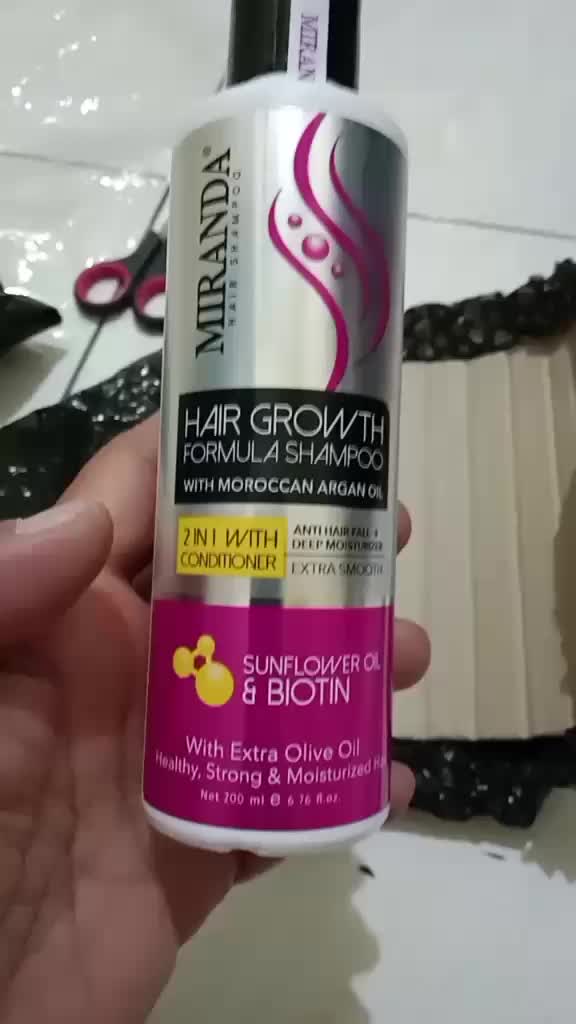 MIRAN
MIRANDA®
HAIR SHAMPOO
HAIR GROWTH
FORMULA SHAMPOO
WITH MOROCCAN ARGAN OIL
2 IN 1 WITH
CONDITIONER
ANTI HAIR FALL +
DEEP MOISTURIZER
EXTRA SMOOTH
SUNFLOWER OIL
& BIOTIN
With Extra Olive Oil
Healthy, Strong & Moisturized Ha
Net 200 ml e 6.76 fl.oz.